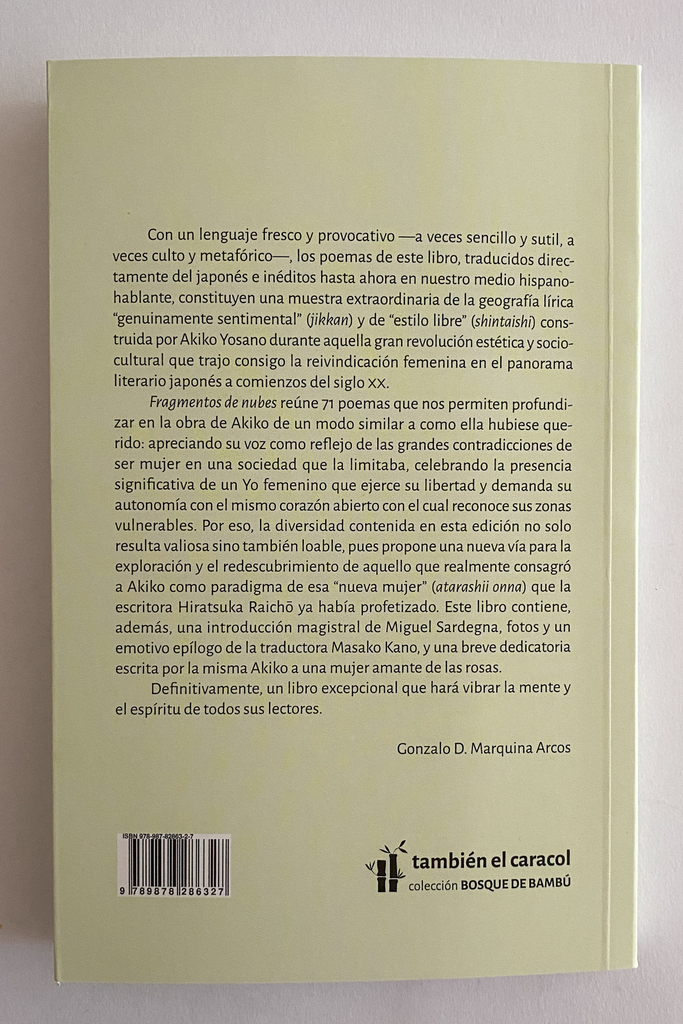 Con un lenguaje fresco y provocativo —a veces sencillo y sutil, a
veces culto y metafórico—, los poemas de este libro, traducidos direc-
tamente del japonés e inéditos hasta ahora en nuestro medio hispano-
hablante, constituyen una muestra extraordinaria de la geografía lírica
“genuinamente sentimental” (jikkan) y de “estilo libre” (shintaishi) cons-
truida por Akiko Yosano durante aquella gran revolución estética y socio-
cultural que trajo consigo la reivindicación femenina en el panorama
literario japonés a comienzos del siglo XX.
Fragmentos de nubes reúne 71 poemas que nos permiten profundi-
zar en la obra de Akiko de un modo similar a como ella hubiese que-
rido: apreciando su voz como reflejo de las grandes contradicciones de
ser mujer en una sociedad que la limitaba, celebrando la presencia
significativa de un Yo femenino que ejerce su libertad y demanda su
autonomía con el mismo corazón abierto con el cual reconoce sus zonas
vulnerables. Por eso, la diversidad contenida en esta edición no solo
resulta valiosa sino también loable, pues propone una nueva vía para la
exploración y el redescubrimiento de aquello que realmente consagró
a Akiko como paradigma de esa “nueva mujer” (atarashii onna) que la
escritora Hiratsuka Raichō ya había profetizado. Este libro contiene,
además, una introducción magistral de Miguel Sardegna, fotos y un
emotivo epílogo de la traductora Masako Kano, y una breve dedicatoria
escrita por la misma Akiko a una mujer amante de las rosas.
Definitivamente, un libro excepcional que hará vibrar la mente y
el espíritu de todos sus lectores.
Gonzalo D. Marquina Arcos
ISBN 978-987-82863-2-7
9 789878 286327
también el caracol
colección BOSQUE DE BAMBÚ